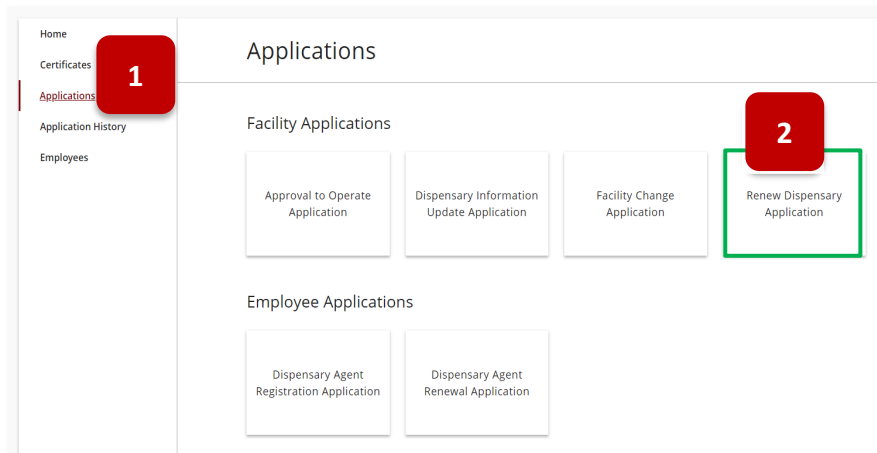 Home
Certificates
Applications
Application History
Employees
1
Applications
Facility Applications
2
Approval to Operate
Application
Dispensary Information
Update Application
Facility Change
Application
Renew Dispensary
Application
Employee Applications
Dispensary Agent
Registration Application
Dispensary Agent
Renewal Application